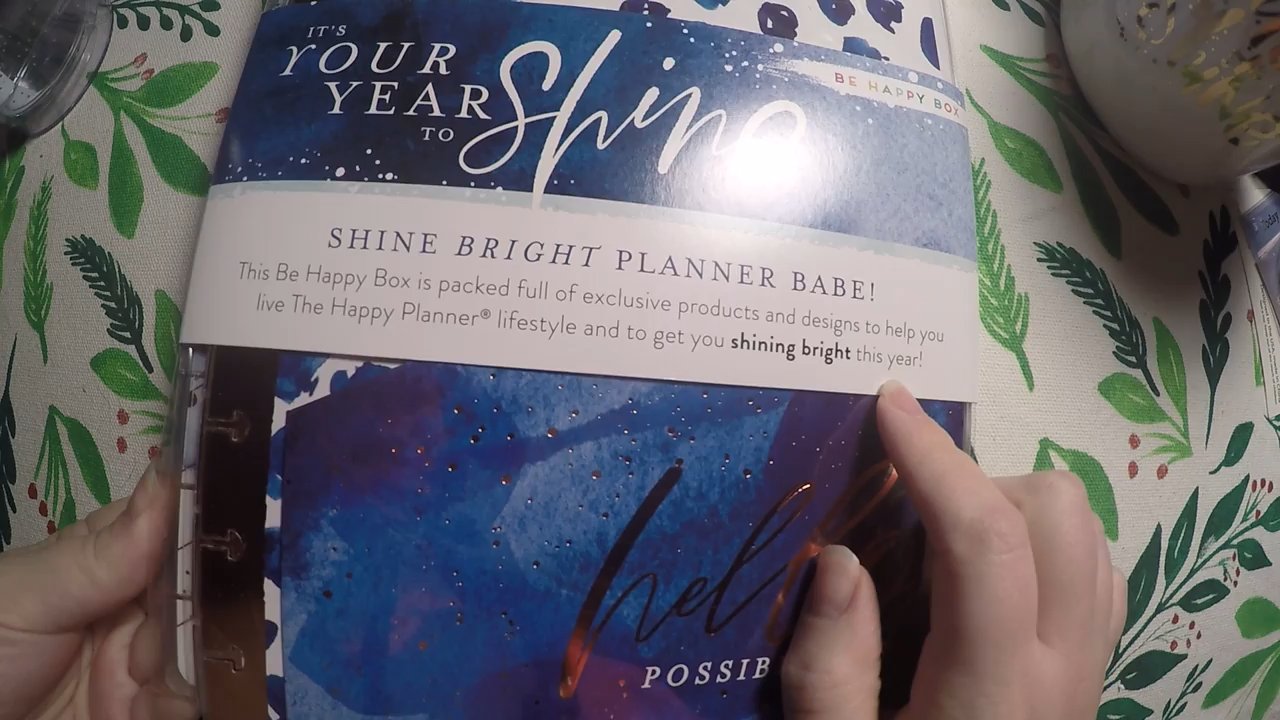 IT'S
YOUR
YEAR
TO Shine
BE HAPPY BOX
SHINE BRIGHT PLANNER BABE!
This Be Happy Box is packed full of exclusive products and designs to help you
live The Happy Planner® lifestyle and to get you shining bright this year!